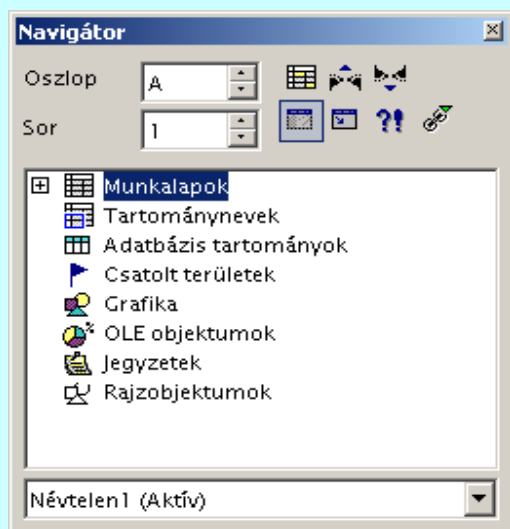 Navigátor
Oszlop A
Sor 1
Munkalapok
Tartománynevek
Adatbázis tartományok
Csatolt területek
Grafika
OLE objektumok
Jegyzetek
Rajzobjektumok
Névtelen1 (Aktív)